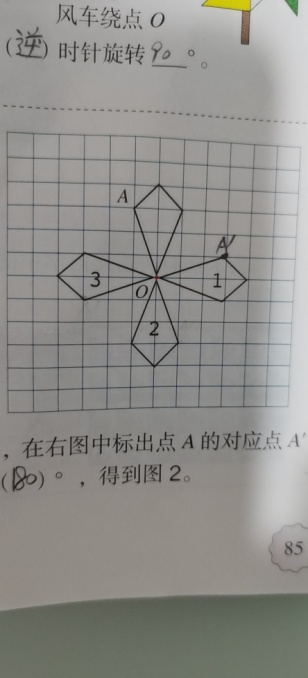 风车绕点 O
(逆)时针旋转 90 °。
A
A′
3
1
O
2
,在右图中标出点 A 的对应点 A′
(180)°,得到图 2。
85